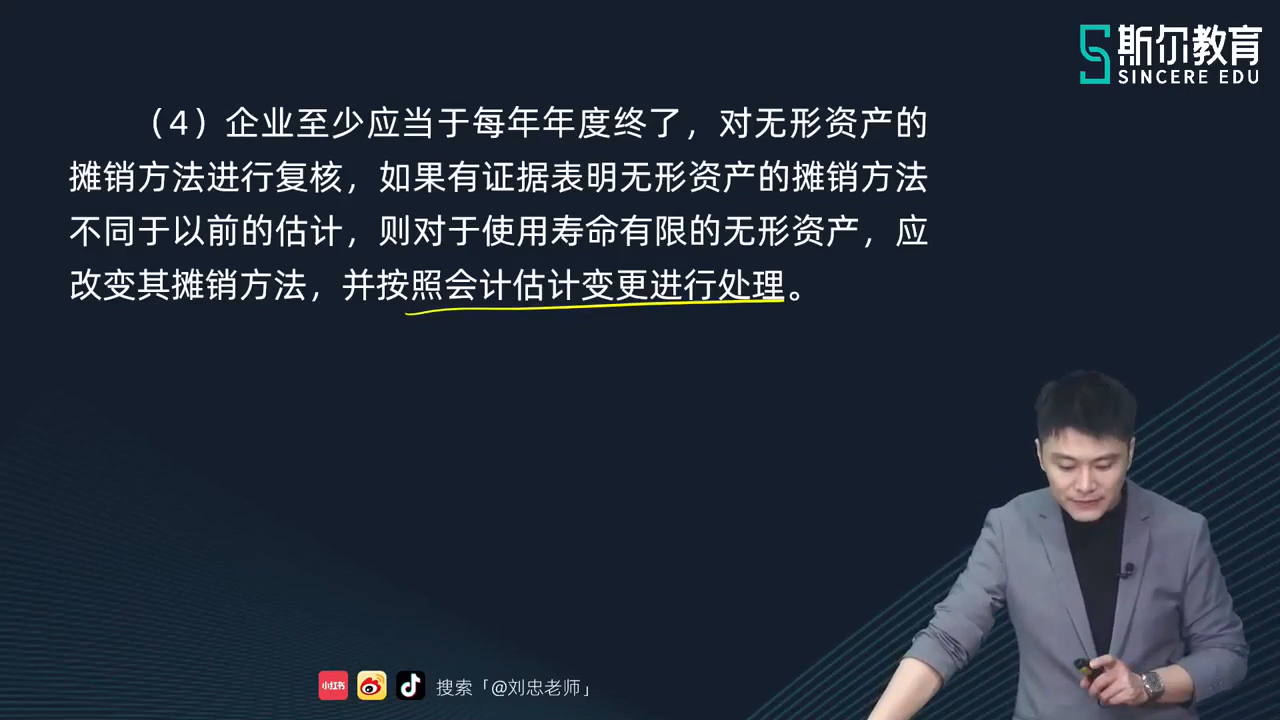 斯尔教育
SINCERE EDU
（4）企业至少应当于每年年度终了，对无形资产的
摊销方法进行复核，如果有证据表明无形资产的摊销方法
不同于以前的估计，则对于使用寿命有限的无形资产，应
改变其摊销方法，并按照会计估计变更进行处理。
小红书
搜索「@刘忠老师」